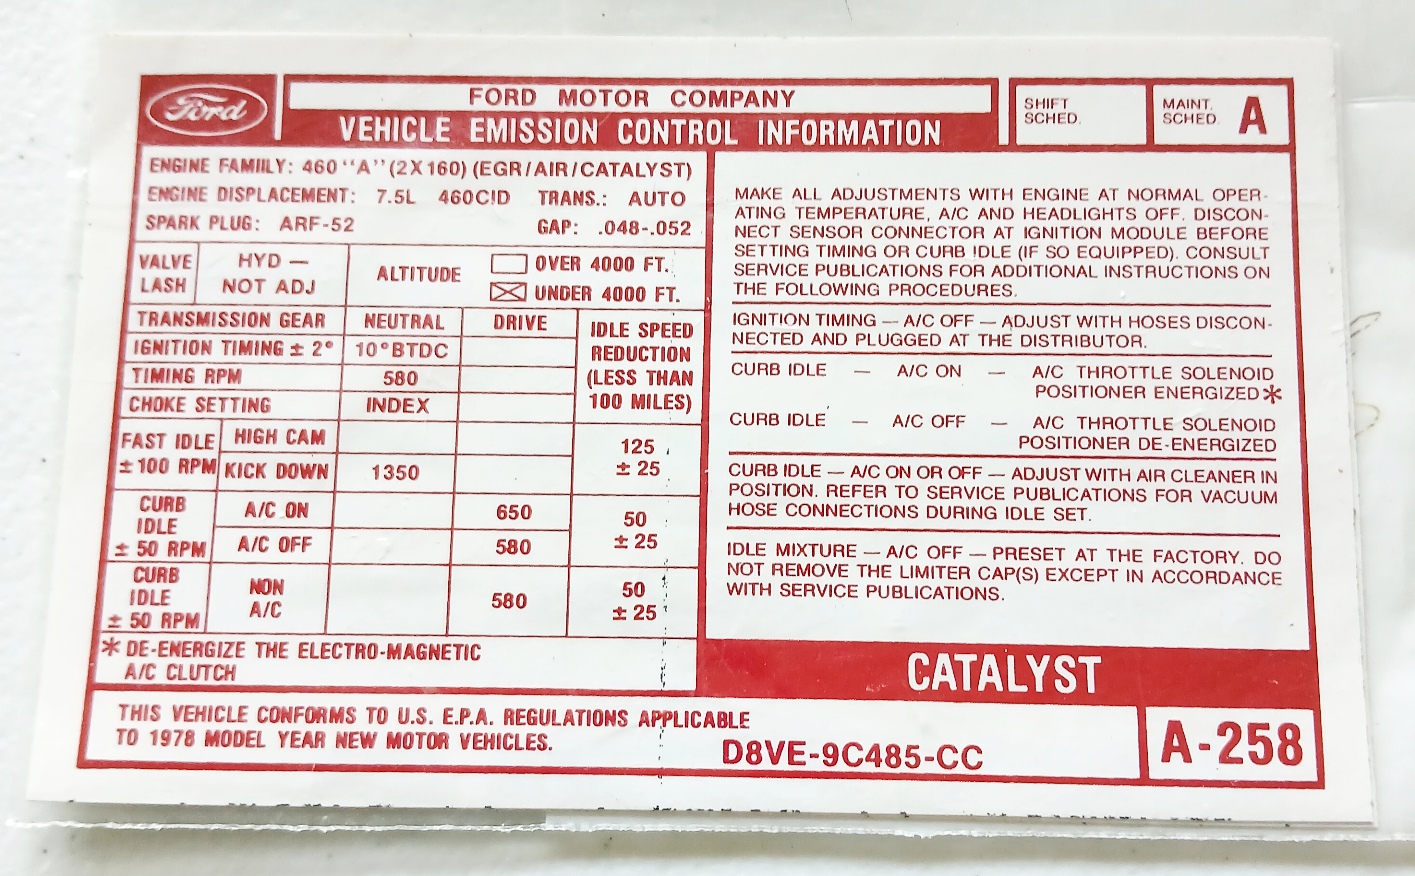 Ford
FORD MOTOR COMPANY
VEHICLE EMISSION CONTROL INFORMATION
SHIFT
SCHED.
MAINT.
SCHED. A
ENGINE FAMIILY: 460 "A" (2X160) (EGR/AIR/CATALYST)
ENGINE DISPLACEMENT: 7.5L 460CID TRANS.: AUTO
SPARK PLUG: ARF-52 GAP: .048-.052
VALVE
LASH
HYD —
NOT ADJ
ALTITUDE
OVER 4000 FT.
UNDER 4000 FT.
TRANSMISSION GEAR NEUTRAL DRIVE
IDLE SPEED
REDUCTION
(LESS THAN
100 MILES)
IGNITION TIMING ± 2° 10°BTDC
TIMING RPM 580
CHOKE SETTING INDEX
FAST IDLE
± 100 RPM
HIGH CAM
KICK DOWN 1350
125
± 25
CURB
IDLE
± 50 RPM
A/C ON 650
A/C OFF 580
50
± 25
CURB
IDLE
± 50 RPM
NON
A/C
580
50
± 25
* DE-ENERGIZE THE ELECTRO-MAGNETIC
A/C CLUTCH
MAKE ALL ADJUSTMENTS WITH ENGINE AT NORMAL OPER-
ATING TEMPERATURE, A/C AND HEADLIGHTS OFF. DISCON-
NECT SENSOR CONNECTOR AT IGNITION MODULE BEFORE
SETTING TIMING OR CURB IDLE (IF SO EQUIPPED). CONSULT
SERVICE PUBLICATIONS FOR ADDITIONAL INSTRUCTIONS ON
THE FOLLOWING PROCEDURES.
IGNITION TIMING — A/C OFF — ADJUST WITH HOSES DISCON-
NECTED AND PLUGGED AT THE DISTRIBUTOR.
CURB IDLE — A/C ON — A/C THROTTLE SOLENOID
POSITIONER ENERGIZED*
CURB IDLE — A/C OFF — A/C THROTTLE SOLENOID
POSITIONER DE-ENERGIZED
CURB IDLE — A/C ON OR OFF — ADJUST WITH AIR CLEANER IN
POSITION. REFER TO SERVICE PUBLICATIONS FOR VACUUM
HOSE CONNECTIONS DURING IDLE SET.
IDLE MIXTURE — A/C OFF — PRESET AT THE FACTORY. DO
NOT REMOVE THE LIMITER CAP(S) EXCEPT IN ACCORDANCE
WITH SERVICE PUBLICATIONS.
CATALYST
THIS VEHICLE CONFORMS TO U.S. E.P.A. REGULATIONS APPLICABLE
TO 1978 MODEL YEAR NEW MOTOR VEHICLES.
D8VE-9C485-CC
A-258